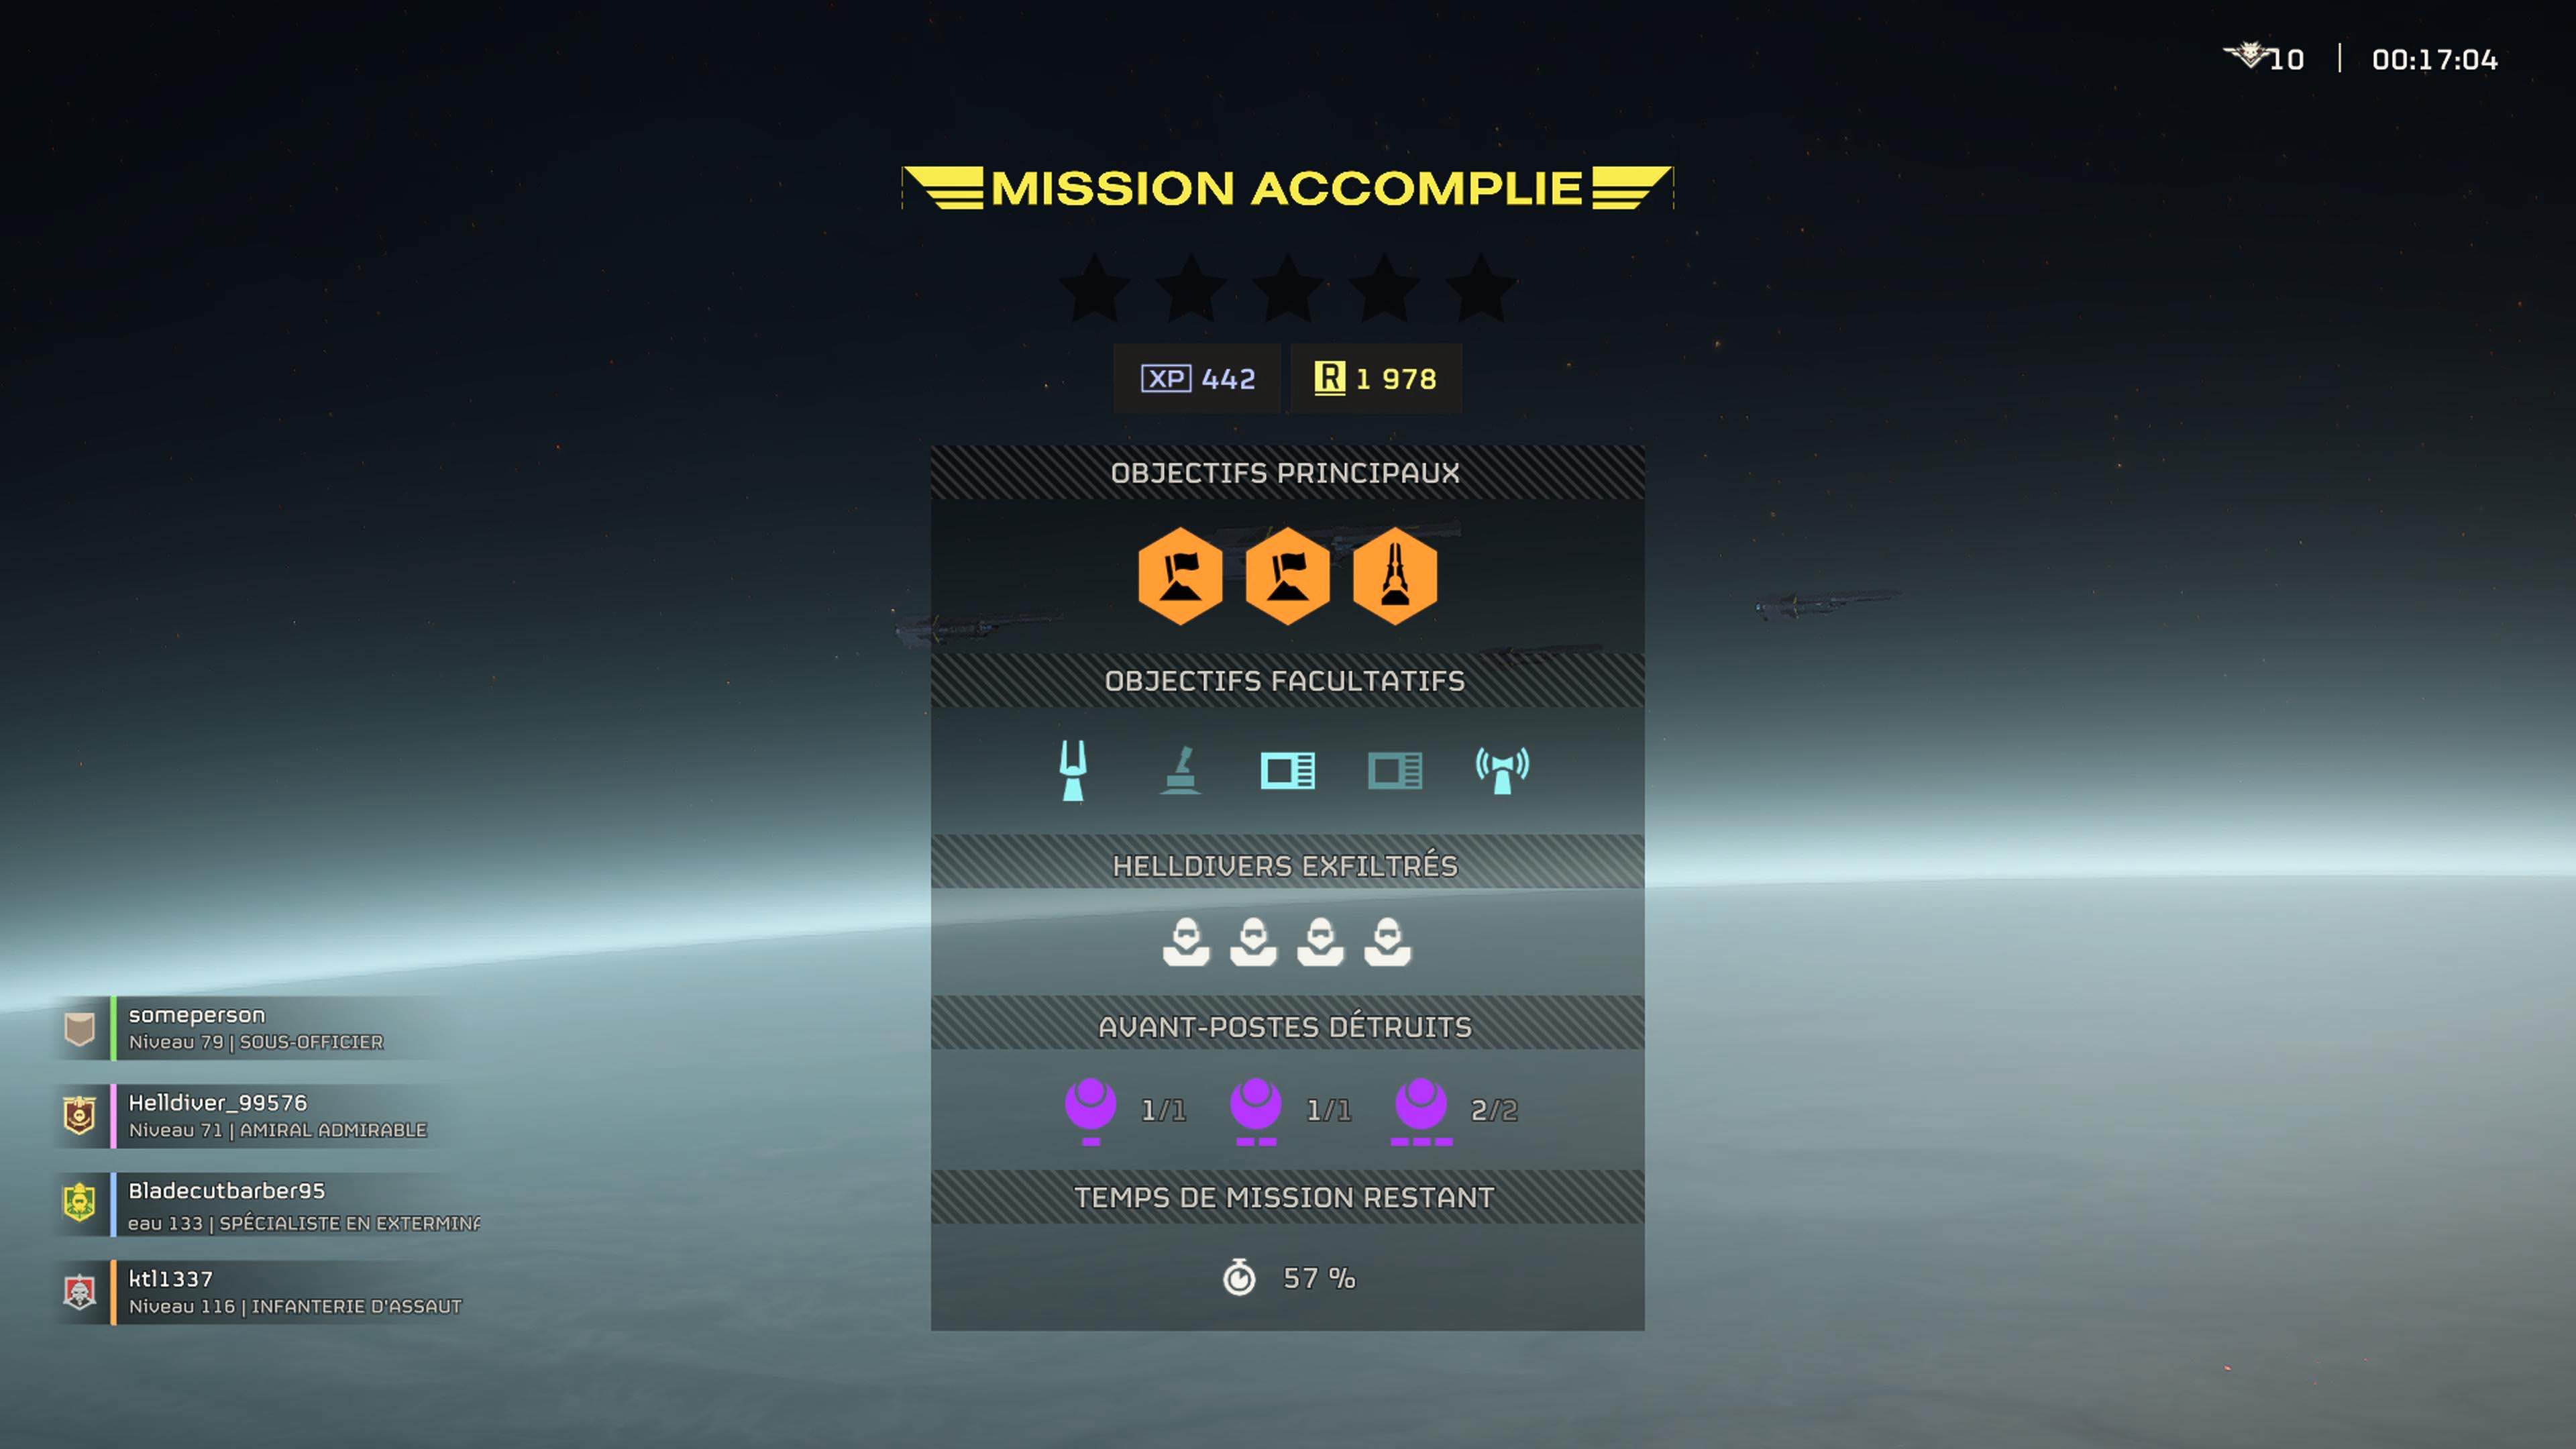 10 | 00:17:04
MISSION ACCOMPLIE
XP 442 R 1 978
OBJECTIFS PRINCIPAUX
OBJECTIFS FACULTATIFS
HELLDIVERS EXFILTRÉS
AVANT-POSTES DÉTRUITS
1/1 1/1 2/2
TEMPS DE MISSION RESTANT
57 %
someperson
Niveau 79 | SOUS-OFFICIER
Helldiver_99576
Niveau 71 | AMIRAL ADMIRABLE
Bladecutbarber95
eau 133 | SPÉCIALISTE EN EXTERMINA
ktl1337
Niveau 116 | INFANTERIE D'ASSAUT